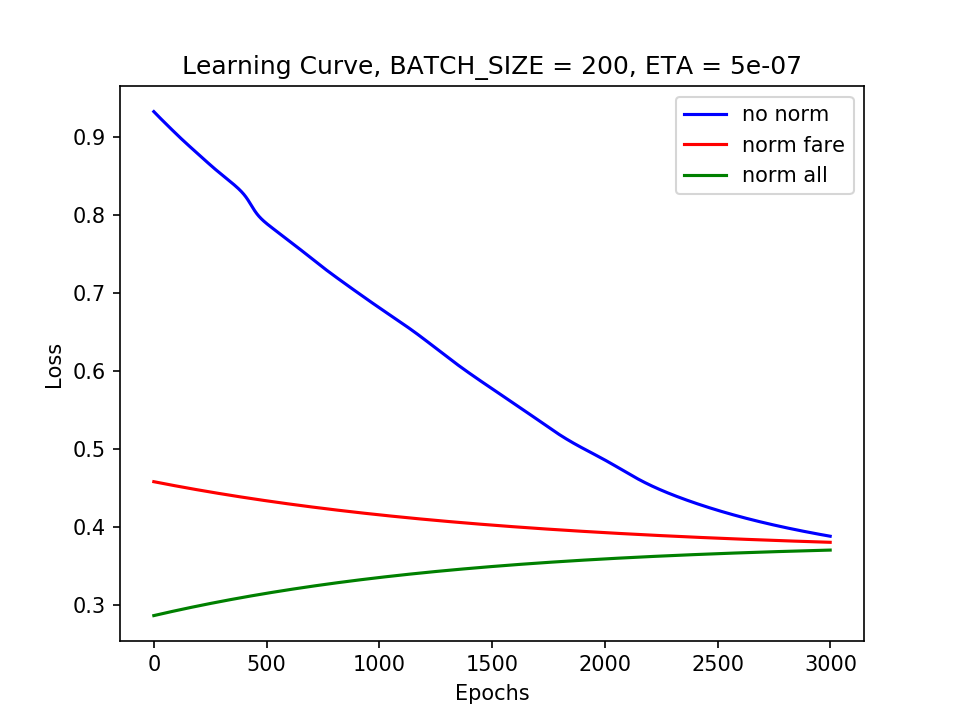 Learning Curve, BATCH_SIZE = 200, ETA = 5e-07
no norm
norm fare
norm all
0.9
0.8
0.7
0.6
0.5
0.4
0.3
Loss
0 500 1000 1500 2000 2500 3000
Epochs